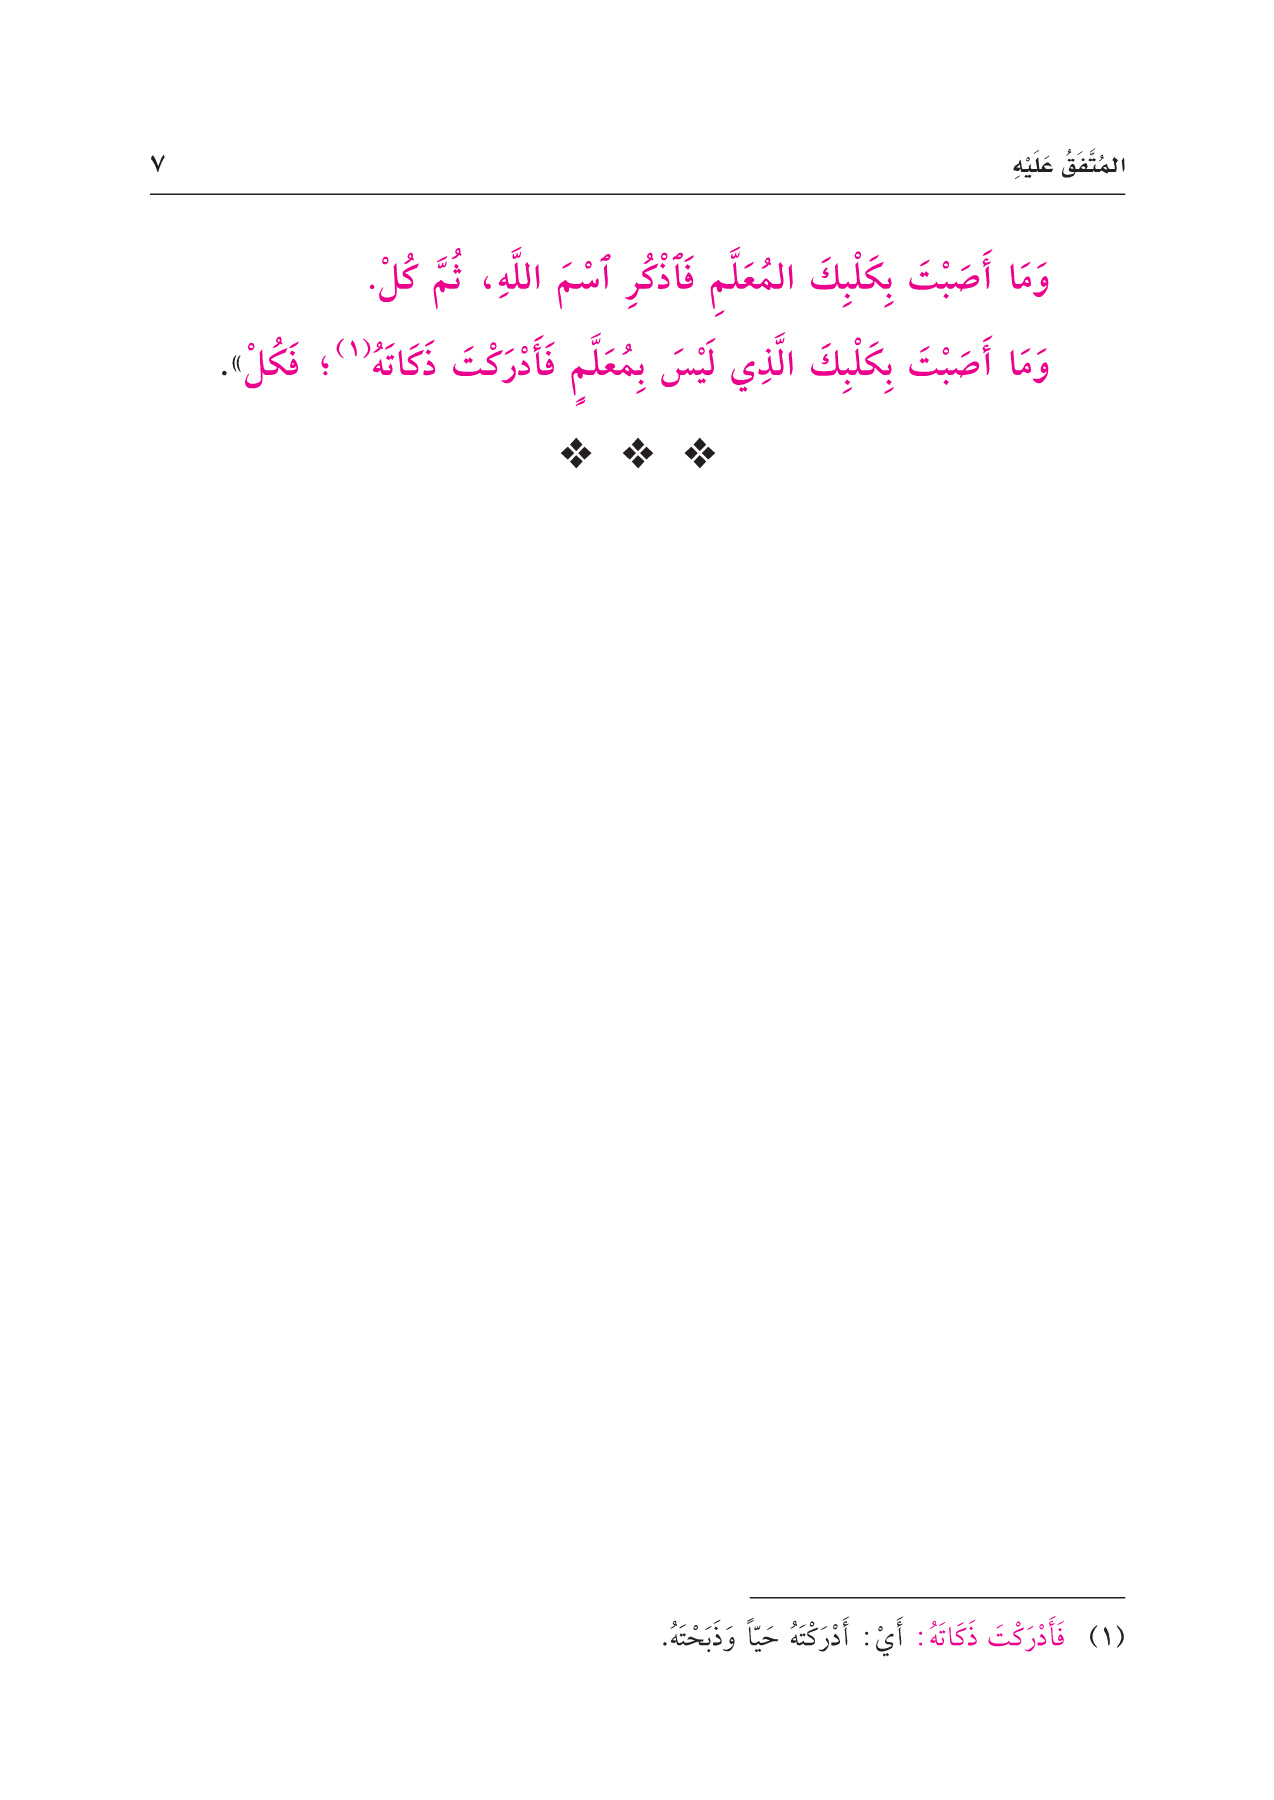 المُتَّفَقُ عَلَيْهِ ٧
وَمَا أَصَبْتَ بِكَلْبِكَ المُعَلَّمِ فَٱذْكُرِ ٱسْمَ اللَّهِ، ثُمَّ كُلْ.
وَمَا أَصَبْتَ بِكَلْبِكَ الَّذِي لَيْسَ بِمُعَلَّمٍ فَأَدْرَكْتَ ذَكَاتَهُ(١)؛ فَكُلْ».
❖ ❖ ❖
(١) فَأَدْرَكْتَ ذَكَاتَهُ: أَيْ: أَدْرَكْتَهُ حَيّاً وَذَبَحْتَهُ.